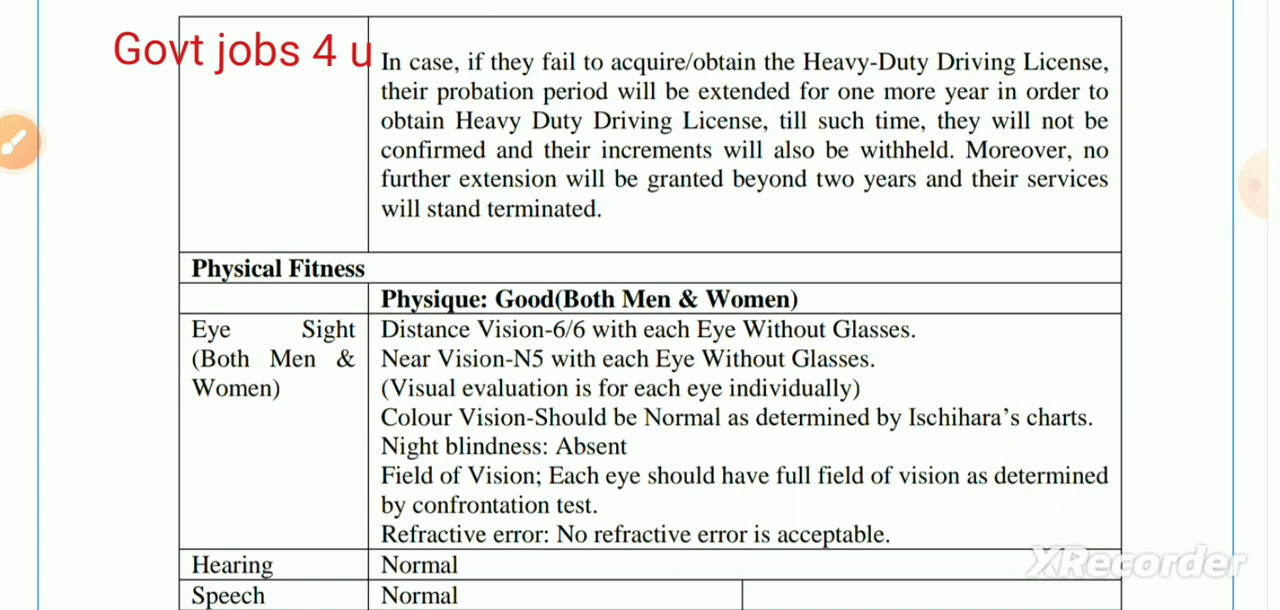 Govt jobs 4 u
In case, if they fail to acquire/obtain the Heavy-Duty Driving License,
their probation period will be extended for one more year in order to
obtain Heavy Duty Driving License, till such time, they will not be
confirmed and their increments will also be withheld. Moreover, no
further extension will be granted beyond two years and their services
will stand terminated.
Physical Fitness
Physique: Good(Both Men & Women)
Eye Sight
(Both Men &
Women)
Distance Vision-6/6 with each Eye Without Glasses.
Near Vision-N5 with each Eye Without Glasses.
(Visual evaluation is for each eye individually)
Colour Vision-Should be Normal as determined by Ischihara’s charts.
Night blindness: Absent
Field of Vision; Each eye should have full field of vision as determined
by confrontation test.
Refractive error: No refractive error is acceptable.
Hearing
Normal
Speech
Normal
XRecorder